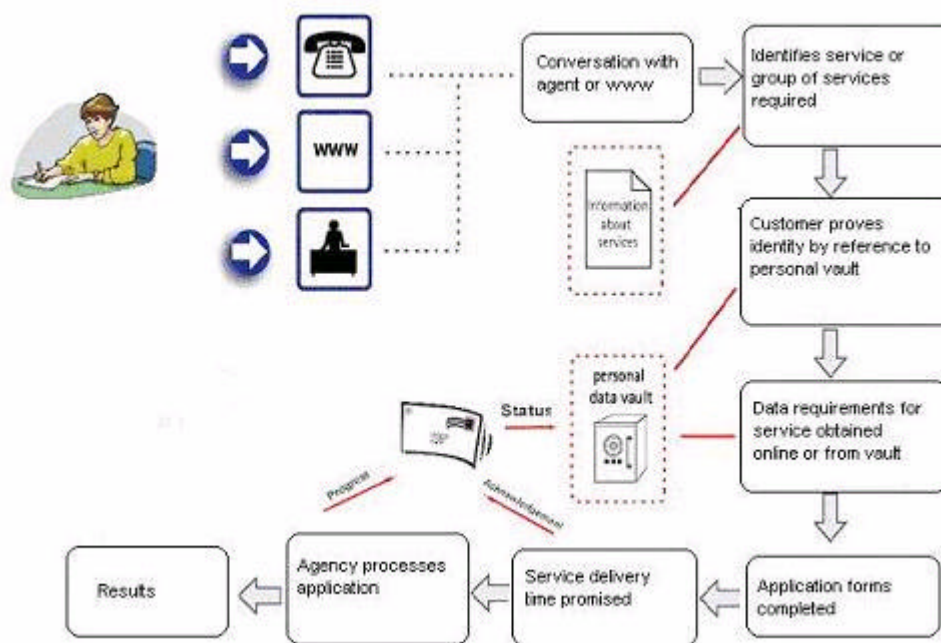 Conversation with
agent or www
Identifies service or
group of services
required
WWW
Information
about
services
Customer proves
identity by reference to
personal vault
personal
data vault
Status
Data requirements for
service obtained
online or from vault
Progress
Acknowledgement
Results
Agency processes
application
Service delivery
time promised
Application forms
completed